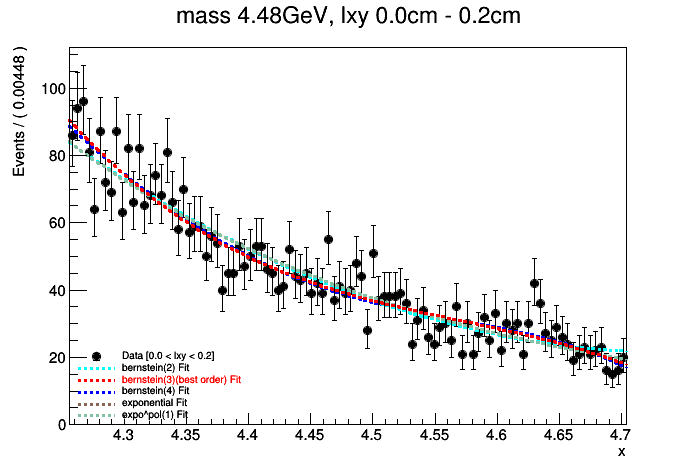 mass 4.48GeV, lxy 0.0cm - 0.2cm
Events / ( 0.00448 )
100
80
60
40
20
0
Data [0.0 < lxy < 0.2]
bernstein(2) Fit
bernstein(3)(best order) Fit
bernstein(4) Fit
exponential Fit
expo^pol(1) Fit
4.3 4.35 4.4 4.45 4.5 4.55 4.6 4.65 4.7
x